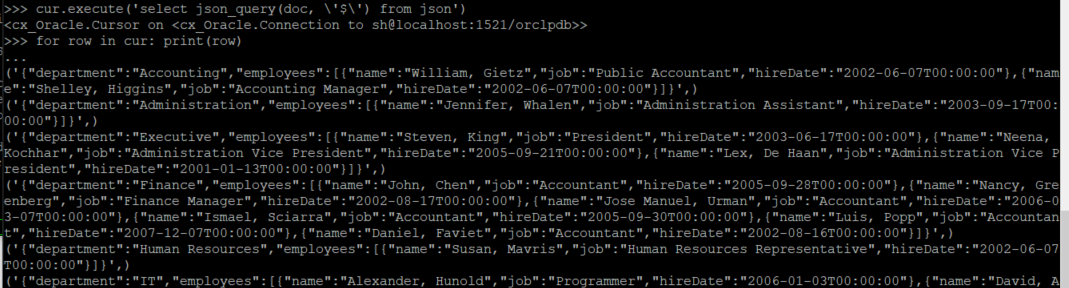 >>> cur.execute('select json_query(doc, \'$\') from json')
<cx_Oracle.Cursor on <cx_Oracle.Connection to sh@localhost:1521/orclpdb>>
>>> for row in cur: print(row)
...
('{"department":"Accounting","employees":[{"name":"William, Gietz","job":"Public Accountant","hireDate":"2002-06-07T00:00:00"},{"nam
e":"Shelley, Higgins","job":"Accounting Manager","hireDate":"2002-06-07T00:00:00"}]}',)
('{"department":"Administration","employees":[{"name":"Jennifer, Whalen","job":"Administration Assistant","hireDate":"2003-09-17T00:
00:00"}]}',)
('{"department":"Executive","employees":[{"name":"Steven, King","job":"President","hireDate":"2003-06-17T00:00:00"},{"name":"Neena,
Kochhar","job":"Administration Vice President","hireDate":"2005-09-21T00:00:00"},{"name":"Lex, De Haan","job":"Administration Vice P
resident","hireDate":"2001-01-13T00:00:00"}]}',)
('{"department":"Finance","employees":[{"name":"John, Chen","job":"Accountant","hireDate":"2005-09-28T00:00:00"},{"name":"Nancy, Gre
enberg","job":"Finance Manager","hireDate":"2002-08-17T00:00:00"},{"name":"Jose Manuel, Urman","job":"Accountant","hireDate":"2006-0
3-07T00:00:00"},{"name":"Ismael, Sciarra","job":"Accountant","hireDate":"2005-09-30T00:00:00"},{"name":"Luis, Popp","job":"Accountan
t","hireDate":"2007-12-07T00:00:00"},{"name":"Daniel, Faviet","job":"Accountant","hireDate":"2002-08-16T00:00:00"}]}',)
('{"department":"Human Resources","employees":[{"name":"Susan, Mavris","job":"Human Resources Representative","hireDate":"2002-06-07
T00:00:00"}]}',)
('{"department":"IT","employees":[{"name":"Alexander, Hunold","job":"Programmer","hireDate":"2006-01-03T00:00:00"},{"name":"David, A